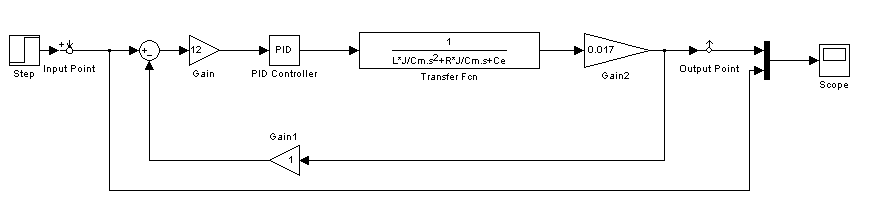 Step
+
Input Point
+
-
12
Gain
PID
PID Controller
1
L*J/Cm.s²+R*J/Cm.s+Ce
Transfer Fcn
0.017
Gain2
Output Point
Scope
Gain1
1